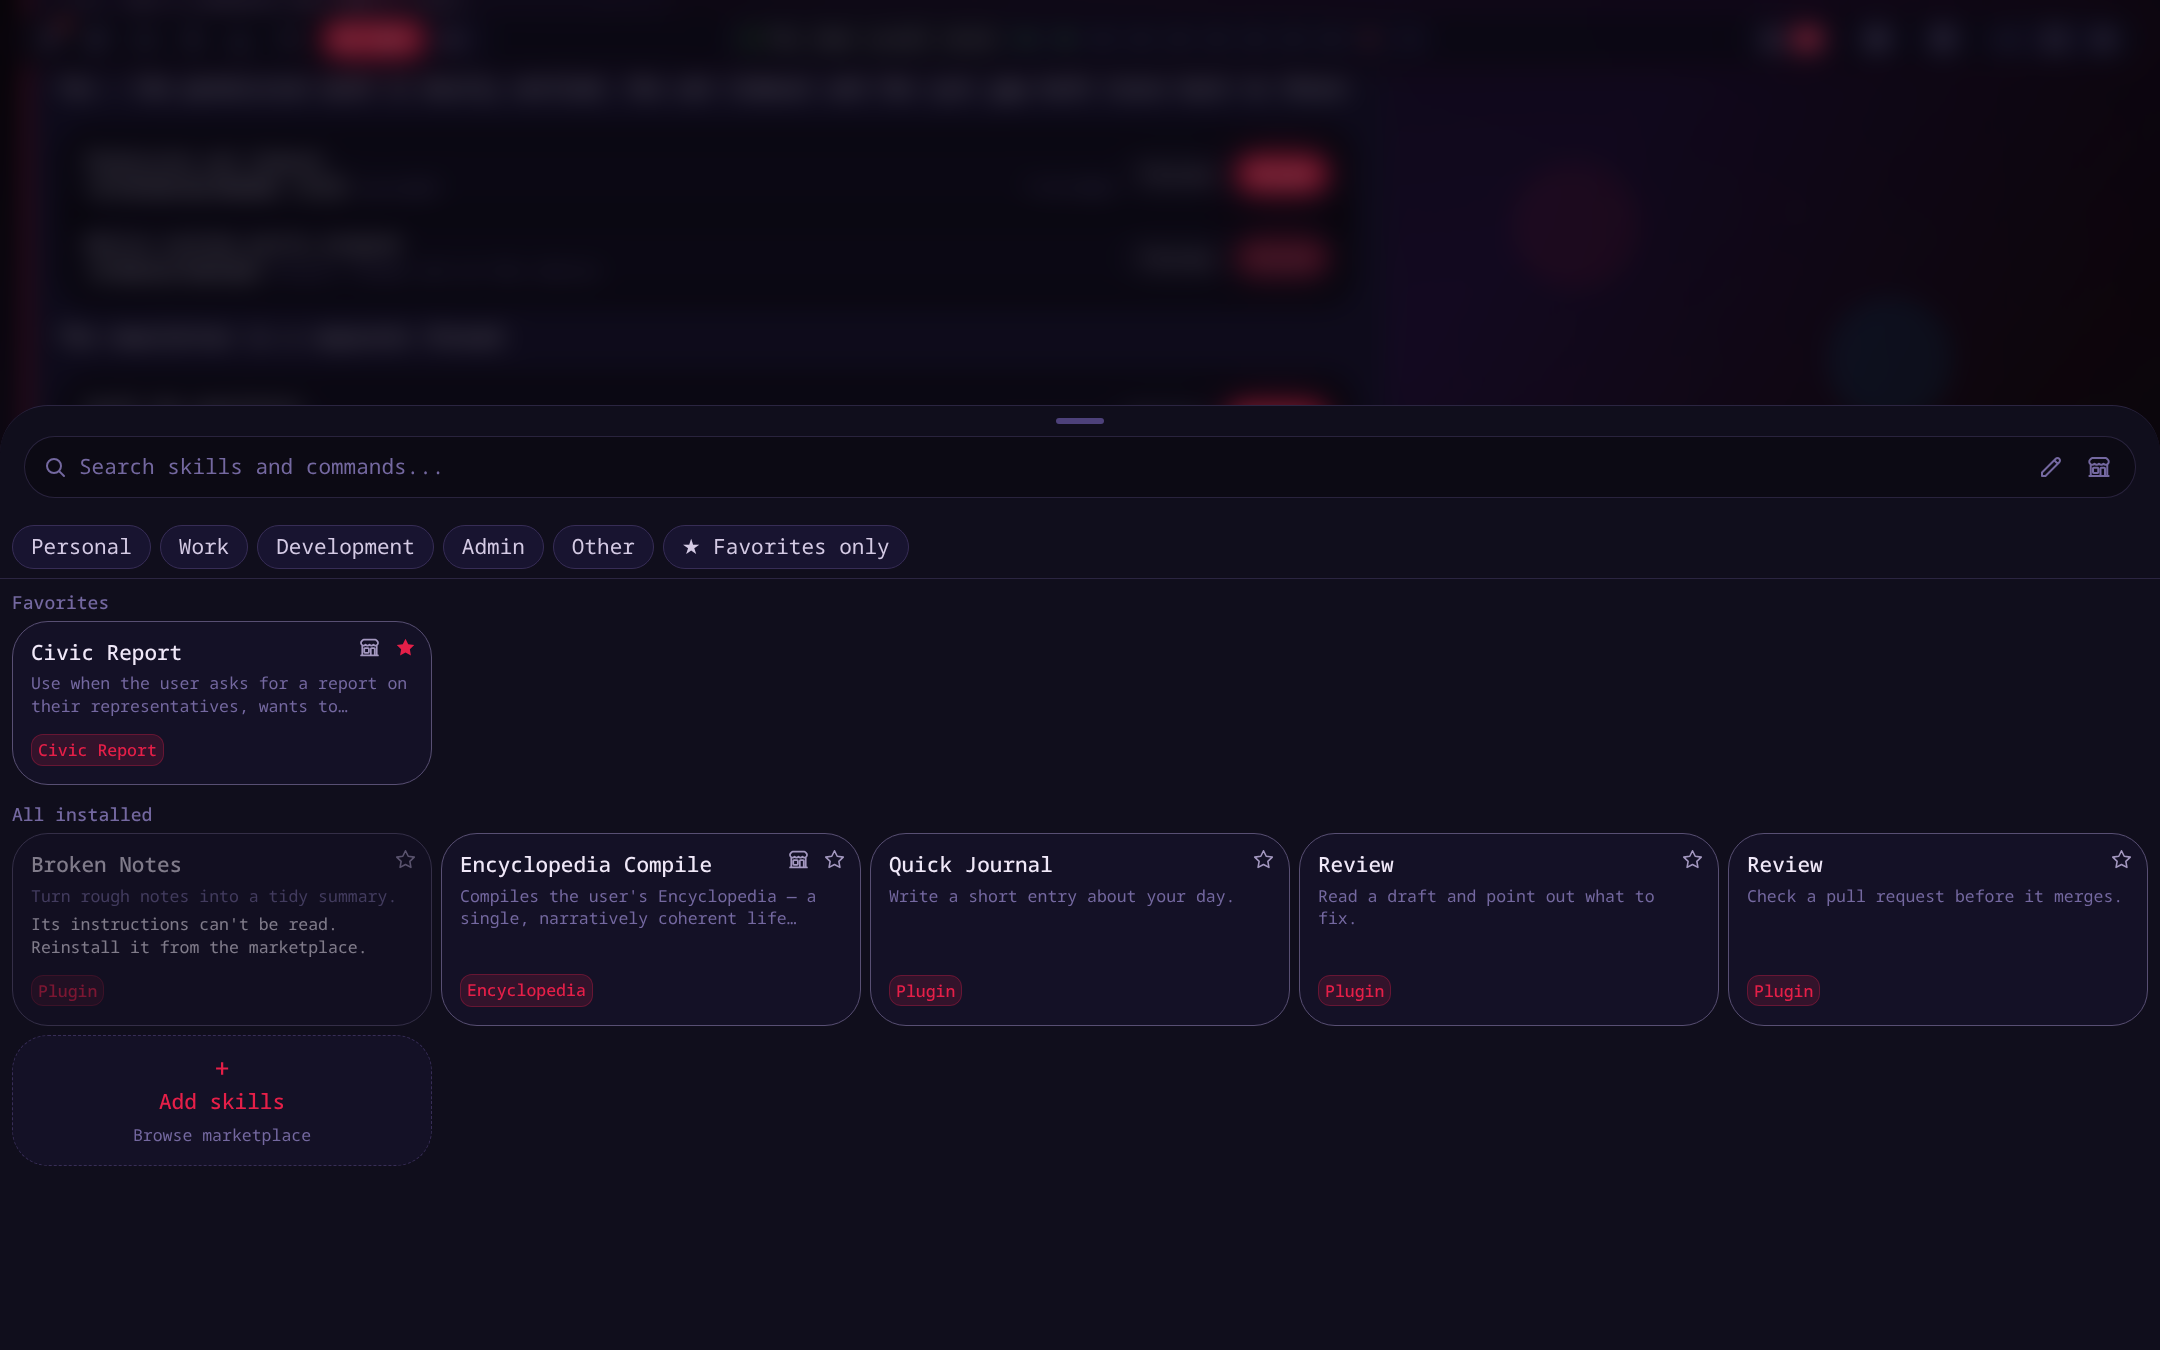 Search skills and commands...
Personal
Work
Development
Admin
Other
★ Favorites only
Favorites
Civic Report
Use when the user asks for a report on
their representatives, wants to…
Civic Report
All installed
Broken Notes
Turn rough notes into a tidy summary.
Its instructions can't be read.
Reinstall it from the marketplace.
Plugin
Encyclopedia Compile
Compiles the user's Encyclopedia — a
single, narratively coherent life…
Encyclopedia
Quick Journal
Write a short entry about your day.
Plugin
Review
Read a draft and point out what to
fix.
Plugin
Review
Check a pull request before it merges.
Plugin
+
Add skills
Browse marketplace